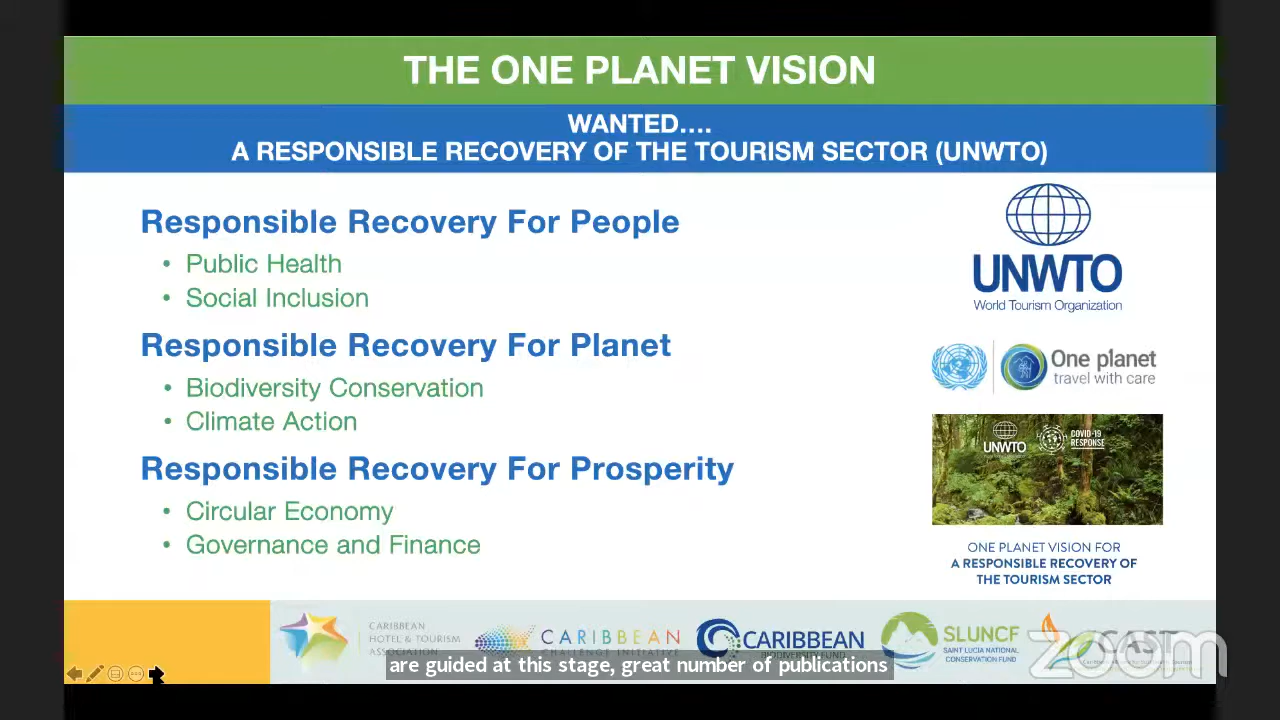 THE ONE PLANET VISION
WANTED....
A RESPONSIBLE RECOVERY OF THE TOURISM SECTOR (UNWTO)
Responsible Recovery For People
• Public Health
• Social Inclusion
Responsible Recovery For Planet
• Biodiversity Conservation
• Climate Action
Responsible Recovery For Prosperity
• Circular Economy
• Governance and Finance
UNWTO
World Tourism Organization
One planet
travel with care
UNWTO
COVID-19
RESPONSE
ONE PLANET VISION FOR
A RESPONSIBLE RECOVERY OF
THE TOURISM SECTOR
CARIBBEAN
HOTEL & TOURISM
ASSOCIATION
CARIBBEAN
CHALLENGE INITIATIVE
CARIBBEAN
BIODIVERSITY FUND
SLUNCF
SAINT LUCIA NATIONAL
CONSERVATION FUND
CAST
zoom
are guided at this stage, great number of publications